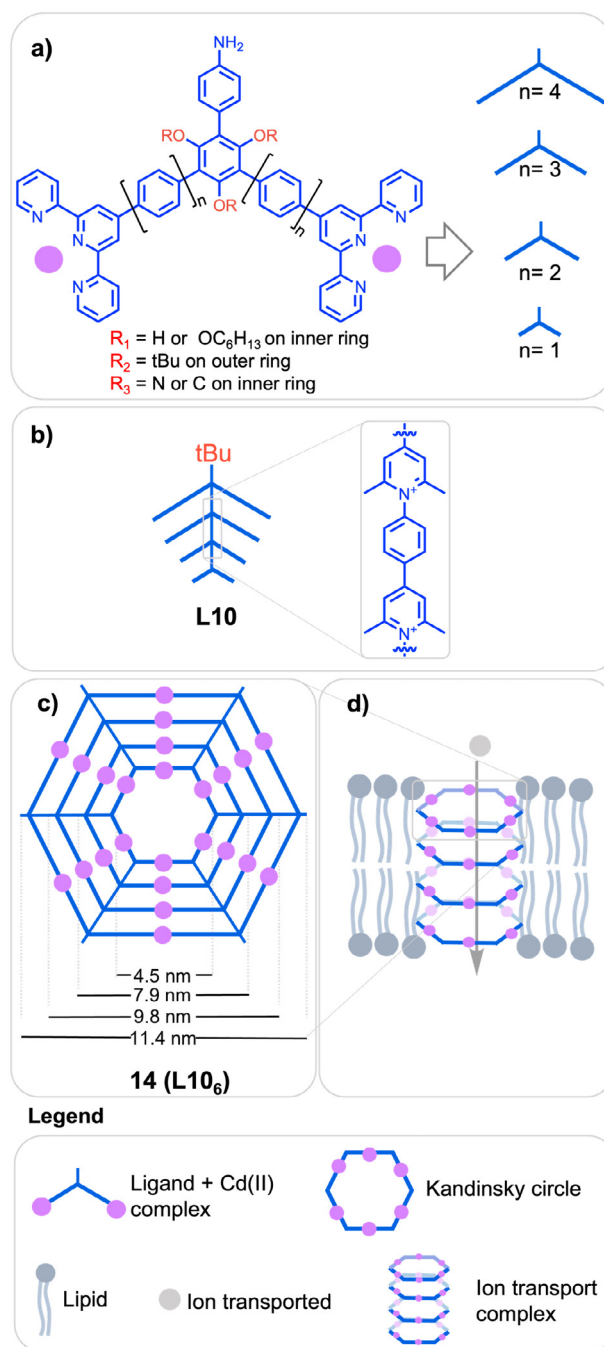 a)
NH2
RO
OR
OR
n
n
N
N
N
N
N
N
n= 4
n= 3
n= 2
n= 1
R1 = H or OC6H13 on inner ring
R2 = tBu on outer ring
R3 = N or C on inner ring
b)
tBu
L10
N+
N+
c)
4.5 nm
7.9 nm
9.8 nm
11.4 nm
14 (L106)
d)
Legend
Ligand + Cd(II)
complex
Kandinsky circle
Lipid
Ion transported
Ion transport
complex